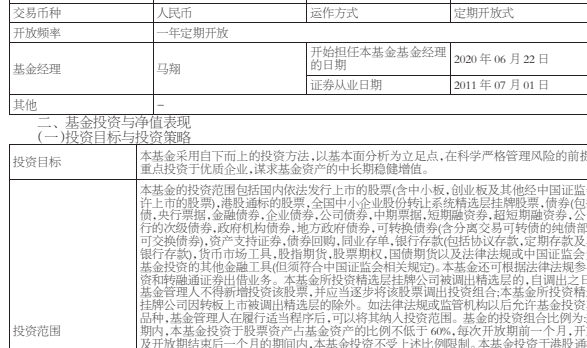 交易币种 人民币 运作方式 定期开放式
开放频率 一年定期开放
基金经理 马翔 开始担任本基金基金经理的日期 2020 年 06 月 22 日
证券从业日期 2011 年 07 月 01 日
其他 –
二、基金投资与净值表现
(一)投资目标与投资策略
投资目标
本基金采用自下而上的投资方法,以基本面分析为立足点,在科学严格管理风险的前提
重点投资于优质企业,谋求基金资产的中长期稳健增值。
投资范围
本基金的投资范围包括国内依法发行上市的股票(含中小板,创业板及其他经中国证监
许上市的股票),港股通标的股票,全国中小企业股份转让系统精选层挂牌股票,债券(包
债,央行票据,金融债券,企业债券,公司债券,中期票据,短期融资券,超短期融资券,公
行的次级债券,政府机构债券,地方政府债券,可转换债券(含分离交易可转债的纯债部
可交换债券),资产支持证券,债券回购,同业存单,银行存款(包括协议存款,定期存款及
银行存款),货币市场工具,股指期货,股票期权,国债期货以及法律法规或中国证监会
基金投资的其他金融工具(但须符合中国证监会相关规定)。本基金还可根据法律法规参
资和转融通证券出借业务。本基金所投资精选层挂牌公司被调出精选层的,自调出之日
基金管理人不得新增投资该股票,并应当逐步将该股票调出投资组合;本基金所投资精
挂牌公司因转板上市被调出精选层的除外。如法律法规或监管机构以后允许基金投资
品种,基金管理人在履行适当程序后,可以将其纳入投资范围。基金的投资组合比例为
期内,本基金投资于股票资产占基金资产的比例不低于 60%,每次开放期前一个月,开
及开放期结束后一个月的期间内,本基金投资不受上述比例限制。本基金投资于港股通